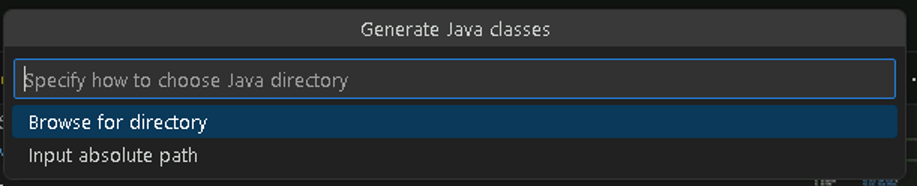 Generate Java classes
Specify how to choose Java directory
Browse for directory
Input absolute path